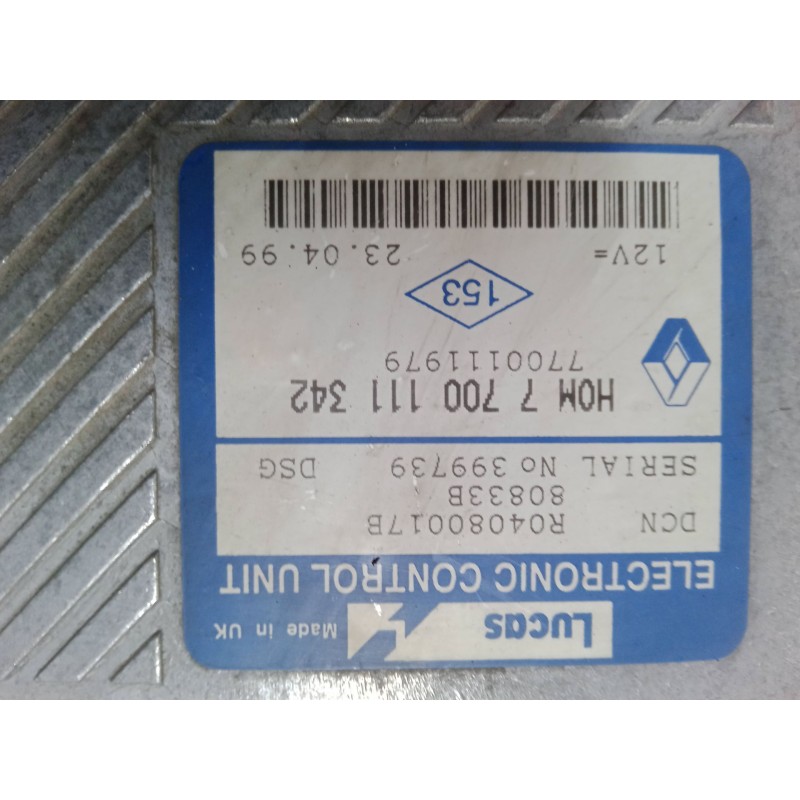 Lucas
Made in UK
ELECTRONIC CONTROL UNIT
DCN R04080017B
80833B
SERIAL No 399739 DSG
HOM 7 700 111 342
7700111979
153
12V= 23.04.99